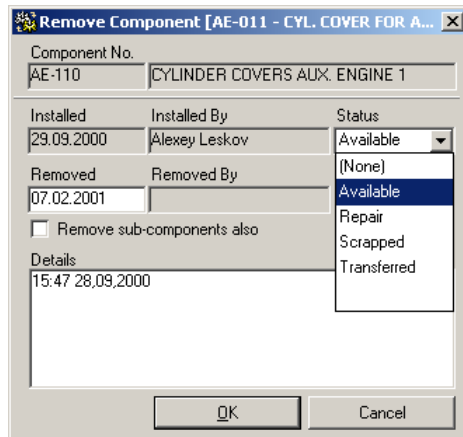 Remove Component [AE-011 - CYL. COVER FOR A...
Component No.
AE-110 CYLINDER COVERS AUX. ENGINE 1
Installed Installed By Status
29.09.2000 Alexey Leskov Available
Removed Removed By (None)
07.02.2001 Available
Repair
Remove sub-components also Scrapped
Details Transferred
15:47 28,09,2000
OK Cancel